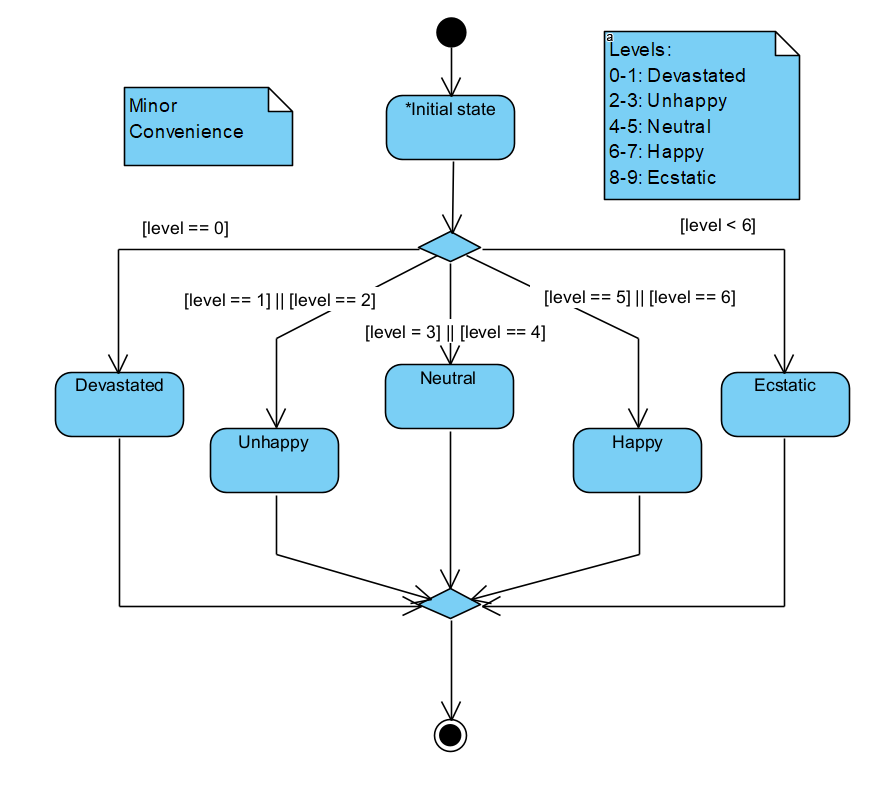 a
Levels:
0-1: Devastated
2-3: Unhappy
4-5: Neutral
6-7: Happy
8-9: Ecstatic
Minor
Convenience
*Initial state
[level == 0]
[level < 6]
[level == 1] || [level == 2]
[level == 5] || [level == 6]
[level = 3] || [level == 4]
Devastated
Neutral
Ecstatic
Unhappy
Happy